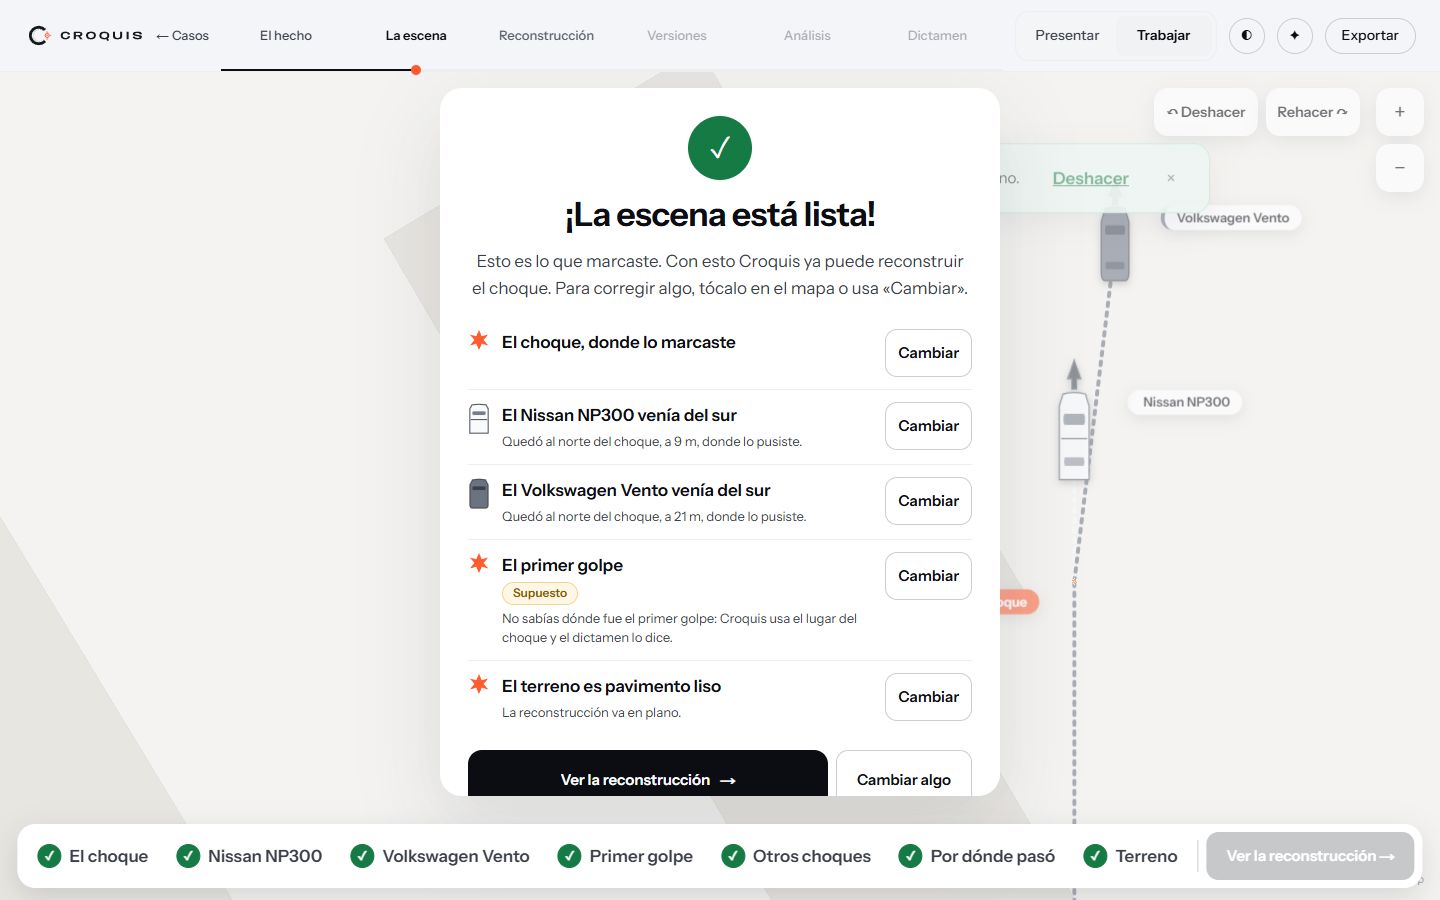 CROQUIS
← Casos
El hecho
La escena
Reconstrucción
Versiones
Análisis
Dictamen
Presentar
Trabajar
Exportar
Deshacer
Rehacer
+
−
no.
Deshacer
×
Volkswagen Vento
Nissan NP300
¡La escena está lista!
Esto es lo que marcaste. Con esto Croquis ya puede reconstruir
el choque. Para corregir algo, tócalo en el mapa o usa «Cambiar».
El choque, donde lo marcaste
Cambiar
El Nissan NP300 venía del sur
Quedó al norte del choque, a 9 m, donde lo pusiste.
Cambiar
El Volkswagen Vento venía del sur
Quedó al norte del choque, a 21 m, donde lo pusiste.
Cambiar
El primer golpe
Supuesto
No sabías dónde fue el primer golpe: Croquis usa el lugar del
choque y el dictamen lo dice.
Cambiar
El terreno es pavimento liso
La reconstrucción va en plano.
Cambiar
Ver la reconstrucción →
Cambiar algo
El choque
Nissan NP300
Volkswagen Vento
Primer golpe
Otros choques
Por dónde pasó
Terreno
Ver la reconstrucción →